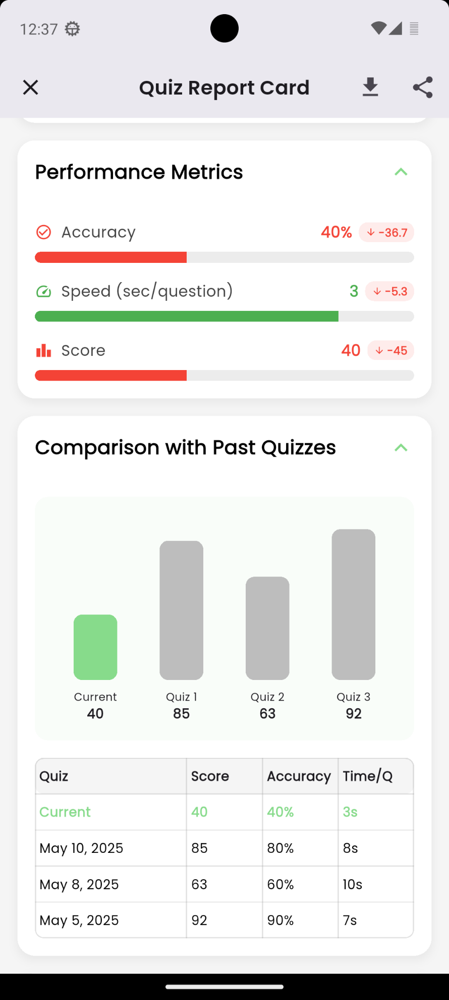 12:37
Quiz Report Card
Performance Metrics
Accuracy 40% ↓ -36.7
Speed (sec/question) 3 ↓ -5.3
Score 40 ↓ -45
Comparison with Past Quizzes
Current Quiz 1 Quiz 2 Quiz 3
40 85 63 92
Quiz Score Accuracy Time/Q
Current 40 40% 3s
May 10, 2025 85 80% 8s
May 8, 2025 63 60% 10s
May 5, 2025 92 90% 7s